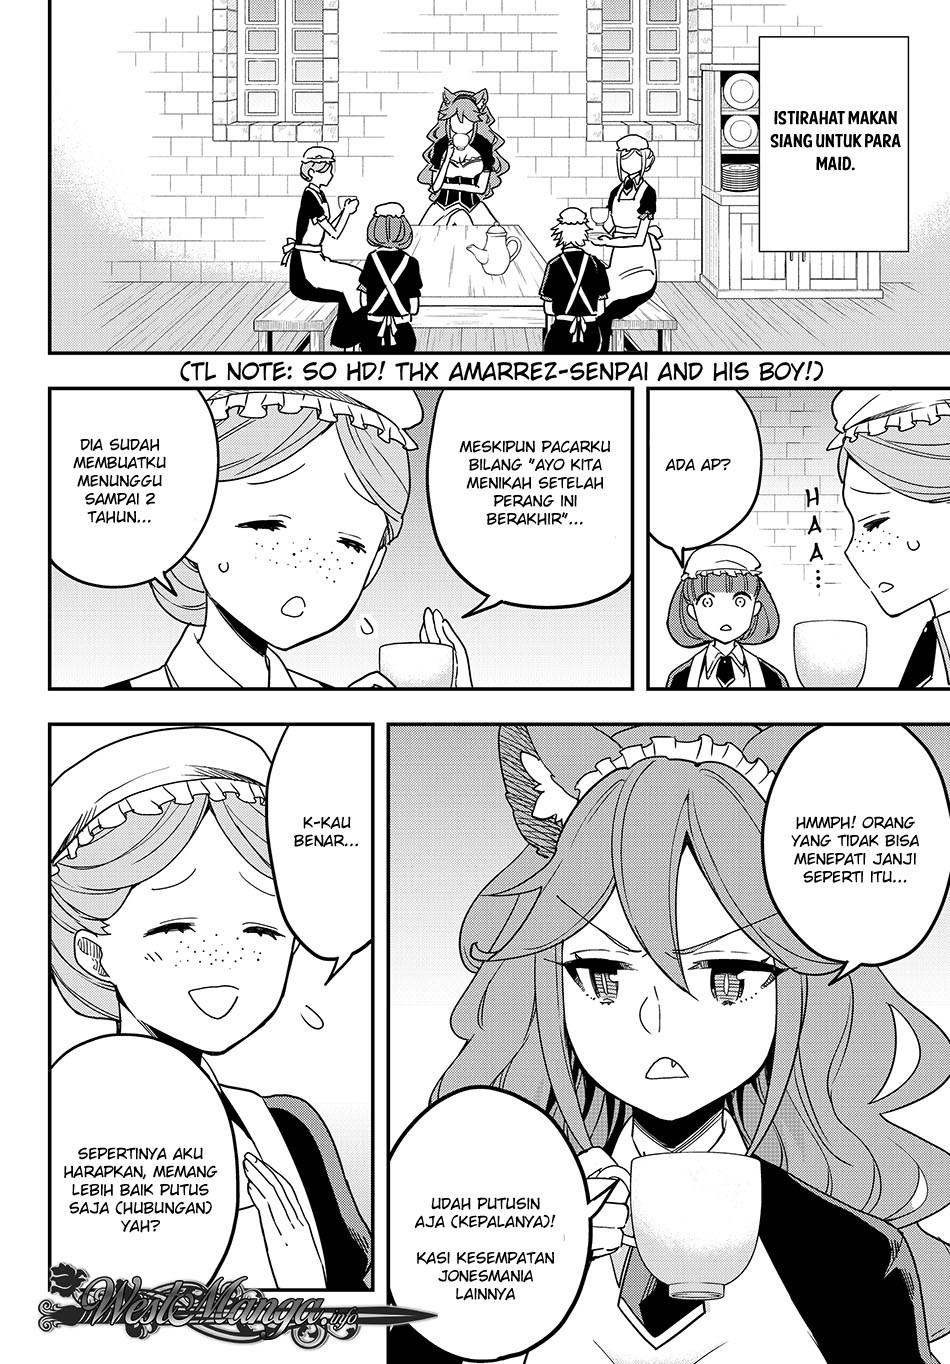 ISTIRAHAT MAKAN
SIANG UNTUK PARA
MAID.
(TL NOTE: SO HD! THX AMARREZ-SENPAI AND HIS BOY!)
HAA...
ADA AP?
MESKIPUN PACARKU
BILANG "AYO KITA
MENIKAH SETELAH
PERANG INI
BERAKHIR"...
DIA SUDAH
MEMBUATKU
MENUNGGU
SAMPAI 2
TAHUN...
HMMPH! ORANG
YANG TIDAK BISA
MENEPATI JANJI
SEPERTI ITU...
UDAH PUTUSIN
AJA (KEPALANYA)!
KASI KESEMPATAN
JONESMANIA
LAINNYA
K-KAU
BENAR...
SEPERTINYA AKU
HARAPKAN, MEMANG
LEBIH BAIK PUTUS
SAJA (HUBUNGAN)
YAH?
WestManga.info